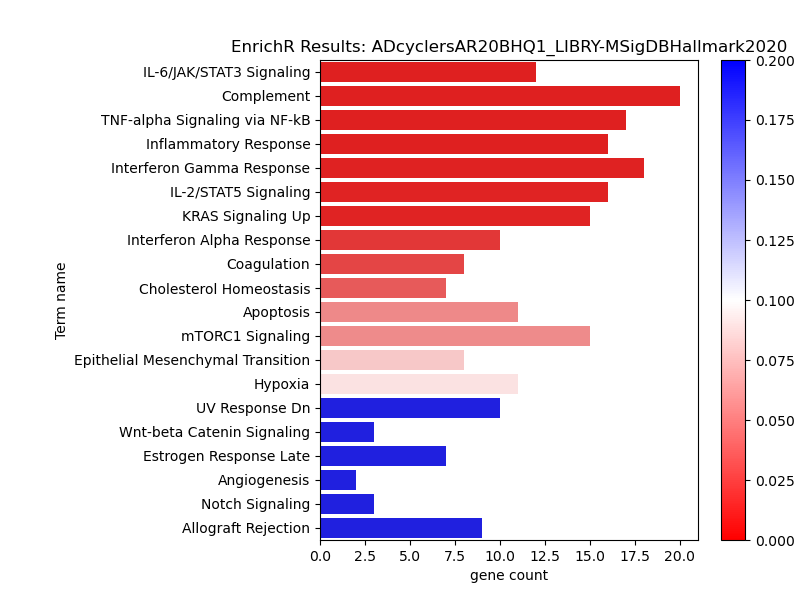 EnrichR Results: ADcyclersAR20BHQ1_LIBRY-MSigDBHallmark2020
IL-6/JAK/STAT3 Signaling
Complement
TNF-alpha Signaling via NF-kB
Inflammatory Response
Interferon Gamma Response
IL-2/STAT5 Signaling
KRAS Signaling Up
Interferon Alpha Response
Coagulation
Cholesterol Homeostasis
Apoptosis
mTORC1 Signaling
Epithelial Mesenchymal Transition
Hypoxia
UV Response Dn
Wnt-beta Catenin Signaling
Estrogen Response Late
Angiogenesis
Notch Signaling
Allograft Rejection
Term name
0.0 2.5 5.0 7.5 10.0 12.5 15.0 17.5 20.0
gene count
0.200
0.175
0.150
0.125
0.100
0.075
0.050
0.025
0.000